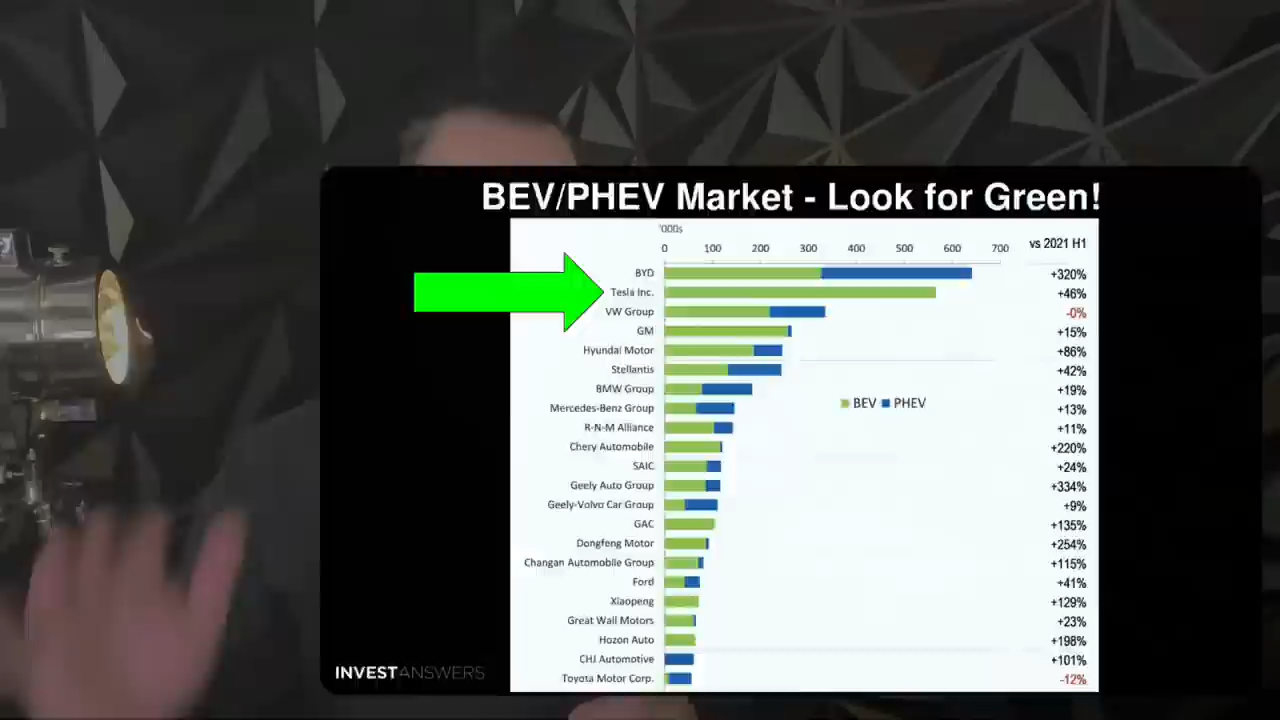 BEV/PHEV Market - Look for Green!
'000s
0 100 200 300 400 500 600 700 vs 2021 H1
BYD +320%
Tesla Inc. +46%
VW Group -0%
GM +15%
Hyundai Motor +86%
Stellantis +42%
BMW Group +19%
BEV PHEV
Mercedes-Benz Group +13%
R-N-M Alliance +11%
Chery Automobile +220%
SAIC +24%
Geely Auto Group +334%
Geely-Volvo Car Group +9%
GAC +135%
Dongfeng Motor +254%
Changan Automobile Group +115%
Ford +41%
Xiaopeng +129%
Great Wall Motors +23%
Hozon Auto +198%
CHJ Automotive +101%
Toyota Motor Corp. -12%
INVESTANSWERS